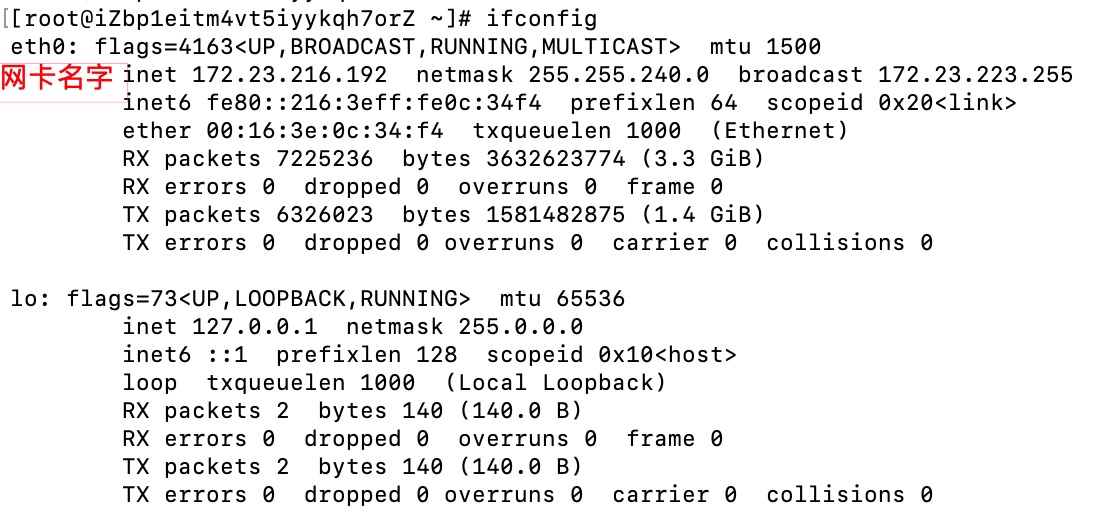 [[root@iZbp1eitm4vt5iyykqh7orZ ~]# ifconfig
eth0: flags=4163<UP,BROADCAST,RUNNING,MULTICAST>  mtu 1500
网卡名字 inet 172.23.216.192  netmask 255.255.240.0  broadcast 172.23.223.255
inet6 fe80::216:3eff:fe0c:34f4  prefixlen 64  scopeid 0x20<link>
ether 00:16:3e:0c:34:f4  txqueuelen 1000  (Ethernet)
RX packets 7225236  bytes 3632623774 (3.3 GiB)
RX errors 0  dropped 0  overruns 0  frame 0
TX packets 6326023  bytes 1581482875 (1.4 GiB)
TX errors 0  dropped 0 overruns 0  carrier 0  collisions 0
lo: flags=73<UP,LOOPBACK,RUNNING>  mtu 65536
inet 127.0.0.1  netmask 255.0.0.0
inet6 ::1  prefixlen 128  scopeid 0x10<host>
loop  txqueuelen 1000  (Local Loopback)
RX packets 2  bytes 140 (140.0 B)
RX errors 0  dropped 0  overruns 0  frame 0
TX packets 2  bytes 140 (140.0 B)
TX errors 0  dropped 0 overruns 0  carrier 0  collisions 0